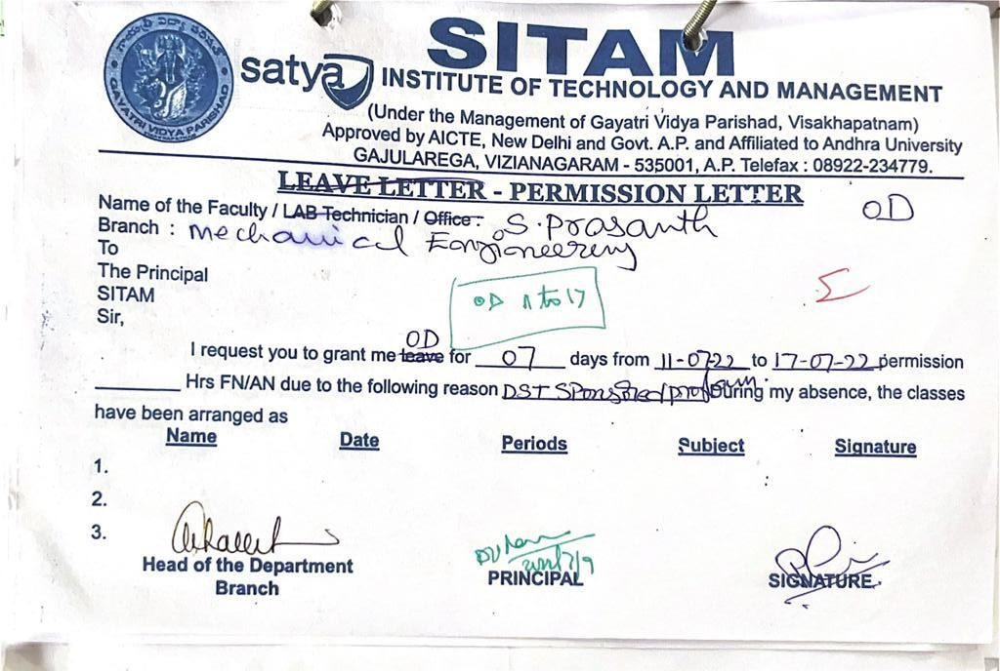 SITAM
satya
INSTITUTE OF TECHNOLOGY AND MANAGEMENT
GAYATRI VIDYA PARISHAD
(Under the Management of Gayatri Vidya Parishad, Visakhapatnam)
Approved by AICTE, New Delhi and Govt. A.P. and Affiliated to Andhra University
GAJULAREGA, VIZIANAGARAM - 535001, A.P. Telefax : 08922-234779.
LEAVE LETTER - PERMISSION LETTER
OD
Name of the Faculty / LAB Technician / Office : S. Prasanth
Branch : Mechanical Engineering
To
The Principal
SITAM
Sir,
OD 11 to 17
OD
I request you to grant me leave for 07 days from 11-07-22 to 17-07-22 permission
Hrs FN/AN due to the following reason DST Sponsored During my absence, the classes
have been arranged as
Name Date Periods Subject Signature
1.
2.
3.
Head of the Department PRINCIPAL SIGNATURE
Branch